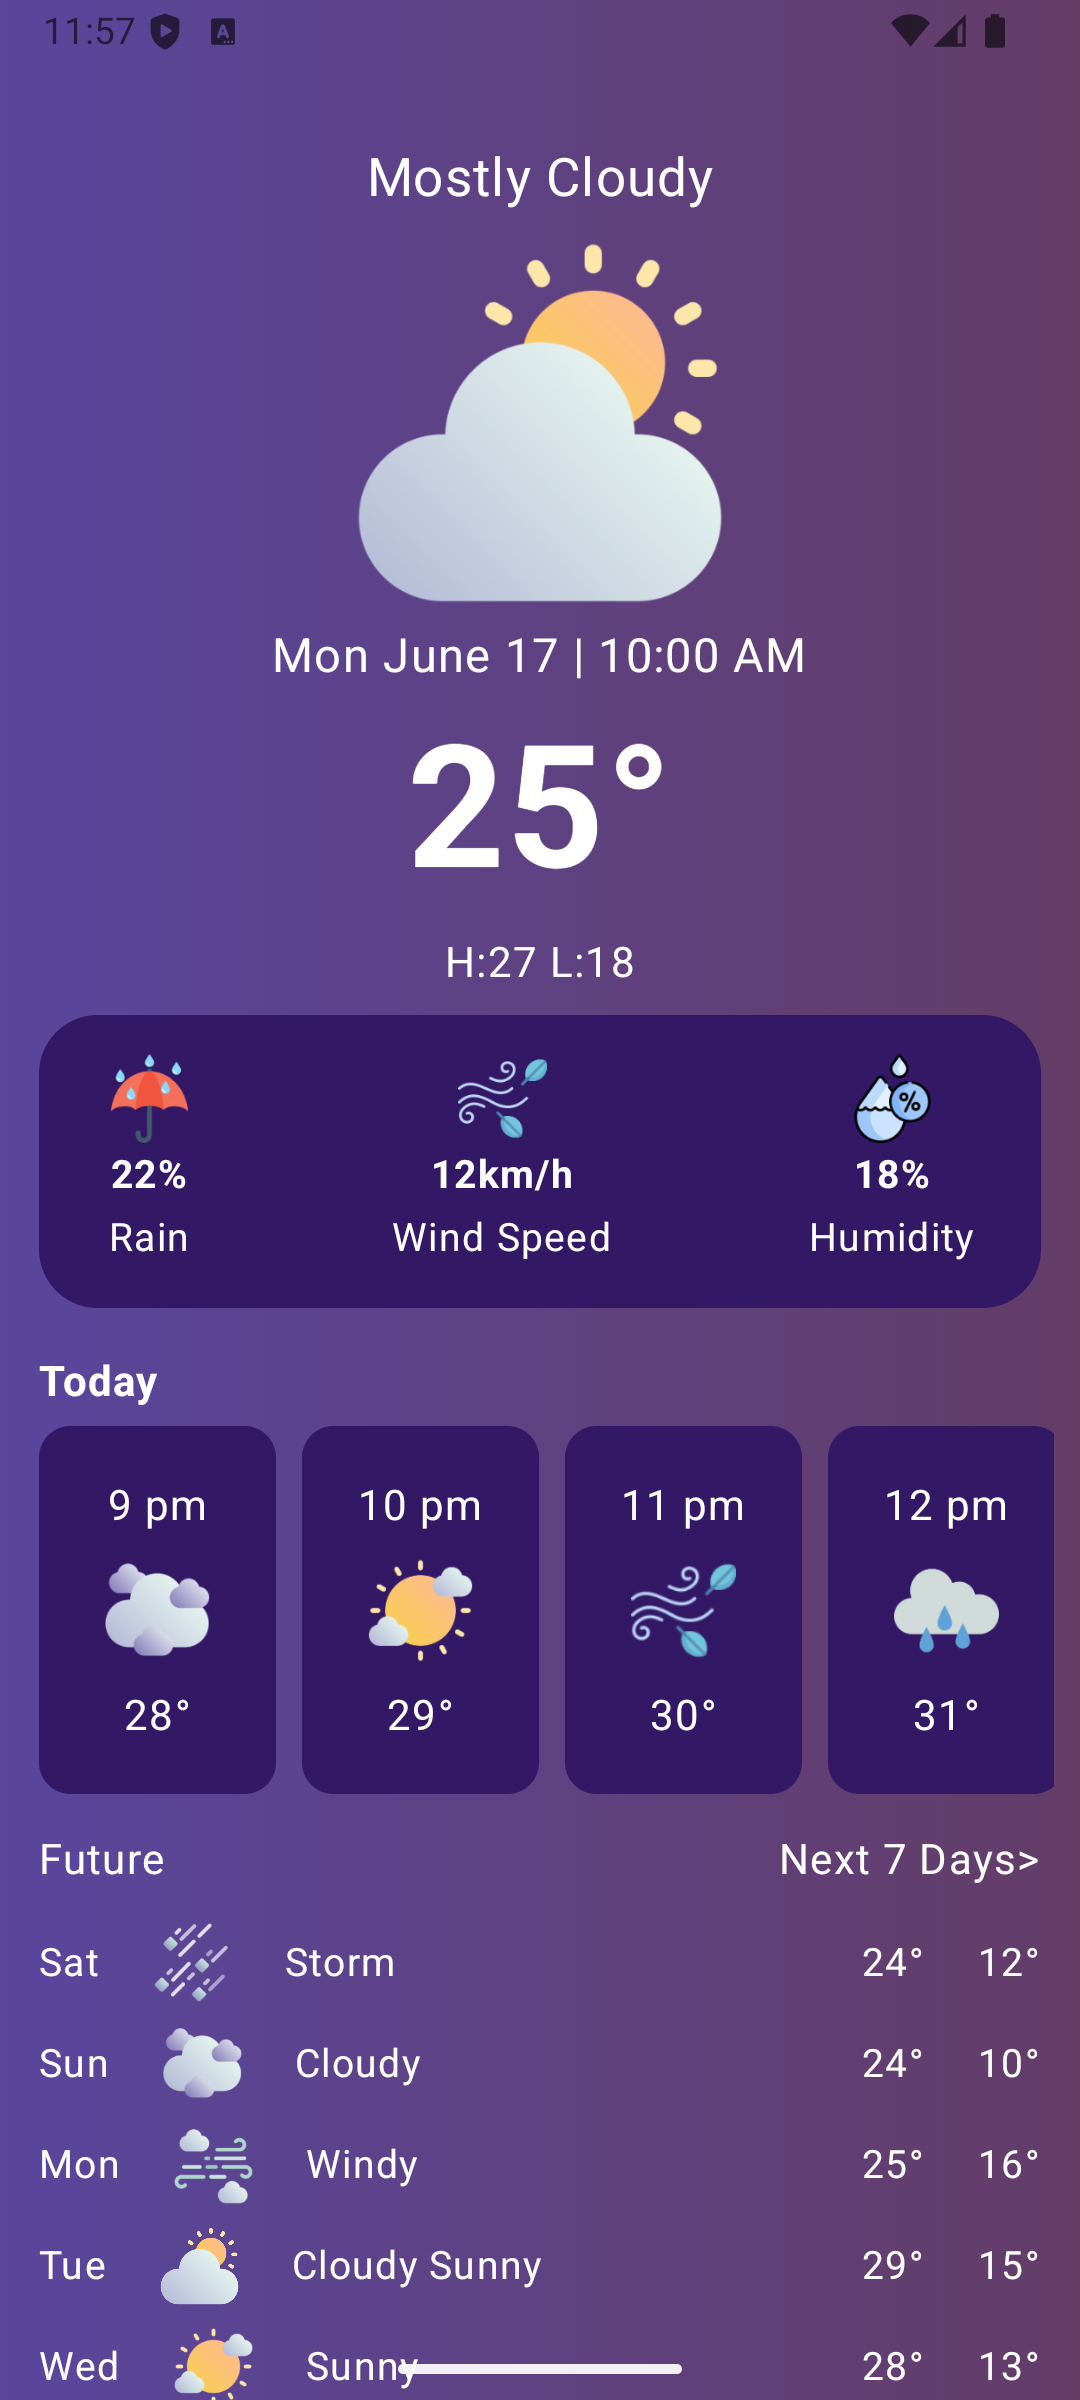 11:57
Mostly Cloudy
Mon June 17 | 10:00 AM
25°
H:27 L:18
22% 12km/h 18%
Rain Wind Speed Humidity
Today
9 pm 10 pm 11 pm 12 pm
28° 29° 30° 31°
Future Next 7 Days>
Sat Storm 24° 12°
Sun Cloudy 24° 10°
Mon Windy 25° 16°
Tue Cloudy Sunny 29° 15°
Wed Sunny 28° 13°